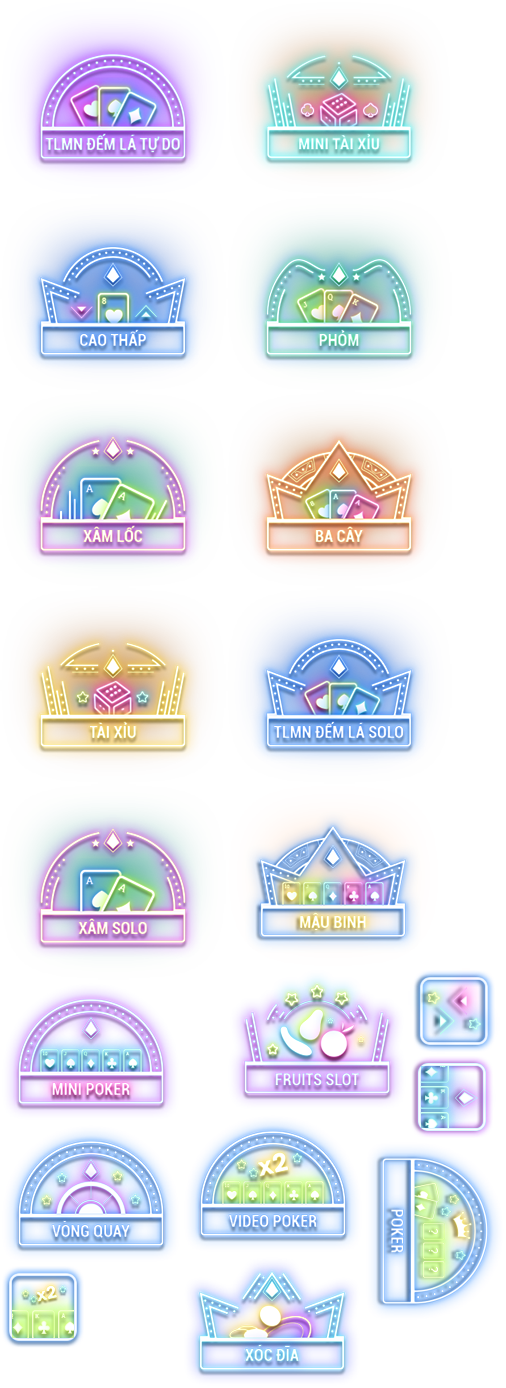 TLMN ĐẾM LÁ TỰ DO
MINI TÀI XỈU
8
CAO THẤP
J Q K
PHỎM
A A
XÂM LỐC
A A A
BA CÂY
TÀI XỈU
TLMN ĐẾM LÁ SOLO
A A
XÂM SOLO
MẬU BINH
MINI POKER
FRUITS SLOT
VÒNG QUAY
x2
VIDEO POKER
POKER
x2
XÓC ĐĨA